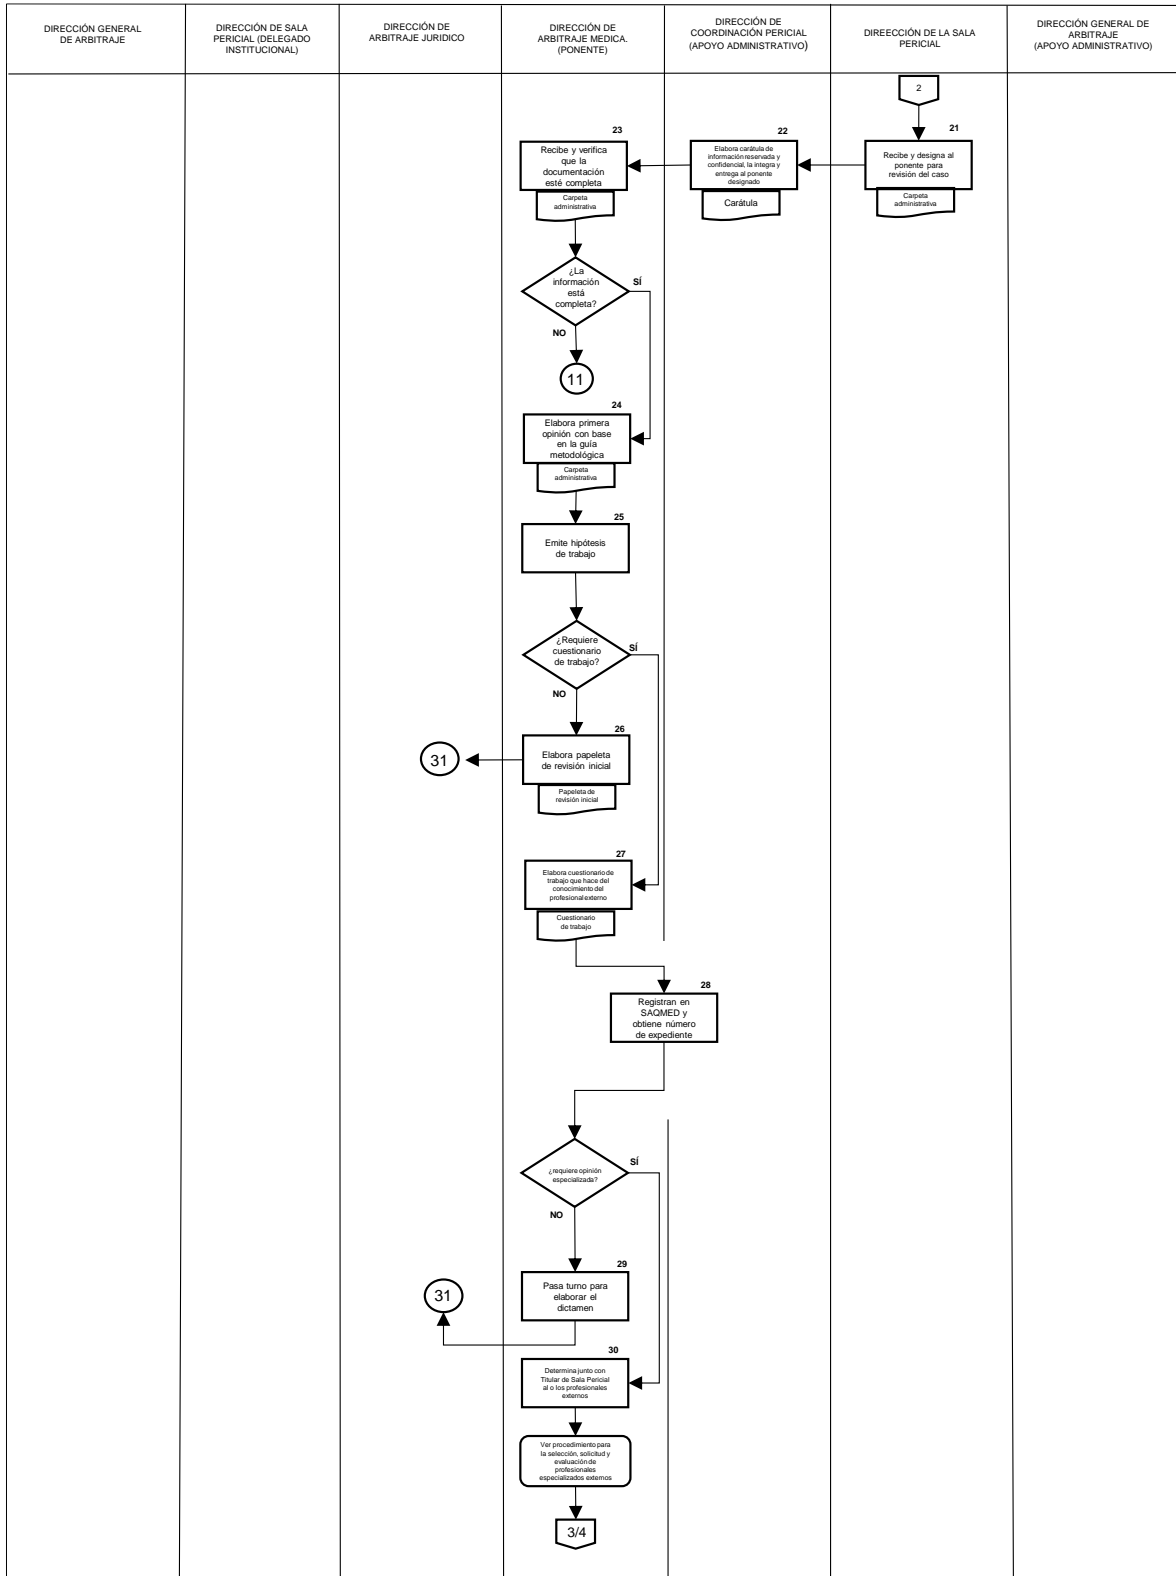 DIRECCIÓN GENERAL
DE ARBITRAJE
DIRECCIÓN DE SALA
PERICIAL (DELEGADO
INSTITUCIONAL)
DIRECCIÓN DE
ARBITRAJE JURIDICO
DIRECCIÓN DE
ARBITRAJE MEDICA.
(PONENTE)
DIRECCIÓN DE
COORDINACIÓN PERICIAL
(APOYO ADMINISTRATIVO)
DIREECCIÓN DE LA SALA
PERICIAL
DIRECCIÓN GENERAL DE
ARBITRAJE
(APOYO ADMINISTRATIVO)
2
21
Recibe y designa al
ponente para
revisión del caso
Carpeta
administrativa
22
Elabora carátula de
información reservada y
confidencial, la integra y
entrega al ponente
designado
Carátula
23
Recibe y verifica
que la
documentación
esté completa
Carpeta
administrativa
¿La
información
está
completa?
SÍ
NO
11
24
Elabora primera
opinión con base
en la guía
metodológica
Carpeta
administrativa
25
Emite hipótesis
de trabajo
¿Requiere
cuestionario
de trabajo?
SÍ
NO
26
Elabora papeleta
de revisión inicial
31
Papeleta de
revisión inicial
27
Elabora cuestionario de
trabajo que hace del
conocimiento del
profesional externo
Cuestionario
de trabajo
28
Registran en
SAQMED y
obtiene número
de expediente
¿requiere opinión
especializada?
SÍ
NO
29
Pasa turno para
elaborar el
dictamen
31
30
Determina junto con
Titular de Sala Pericial
al o los profesionales
externos
Ver procedimiento para
la selección, solicitud y
evaluación de
profesionales
especializados externos
3/4